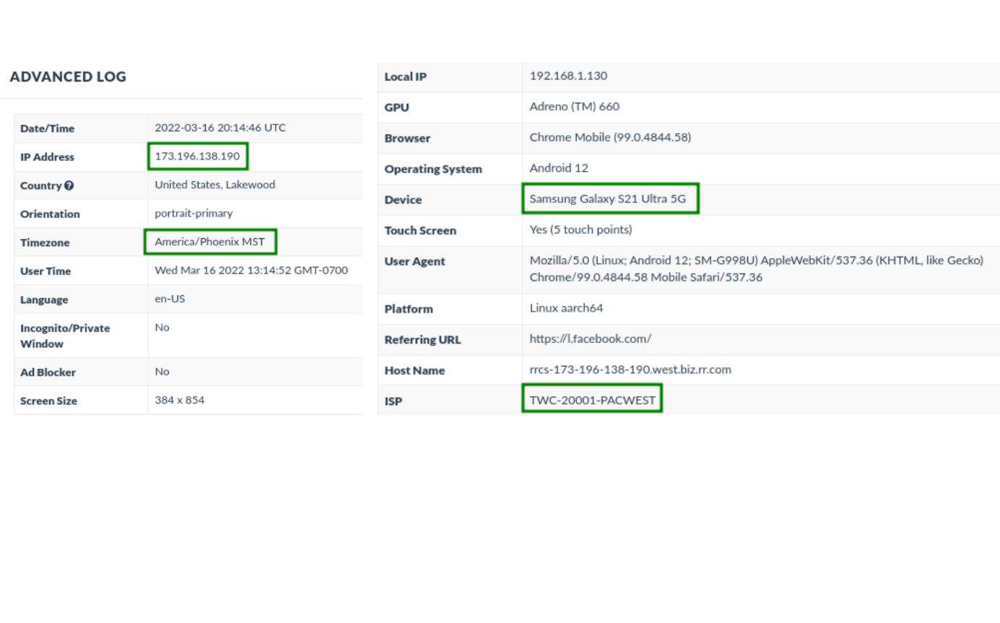 ADVANCED LOG
Date/Time 2022-03-16 20:14:46 UTC
IP Address 173.196.138.190
Country United States, Lakewood
Orientation portrait-primary
Timezone America/Phoenix MST
User Time Wed Mar 16 2022 13:14:52 GMT-0700
Language en-US
Incognito/Private No
Window
Ad Blocker No
Screen Size 384 x 854
Local IP 192.168.1.130
GPU Adreno (TM) 660
Browser Chrome Mobile (99.0.4844.58)
Operating System Android 12
Device Samsung Galaxy S21 Ultra 5G
Touch Screen Yes (5 touch points)
User Agent Mozilla/5.0 (Linux; Android 12; SM-G998U) AppleWebKit/537.36 (KHTML, like Gecko)
Chrome/99.0.4844.58 Mobile Safari/537.36
Platform Linux aarch64
Referring URL https://l.facebook.com/
Host Name rrcs-173-196-138-190.west.biz.rr.com
ISP TWC-20001-PACWEST